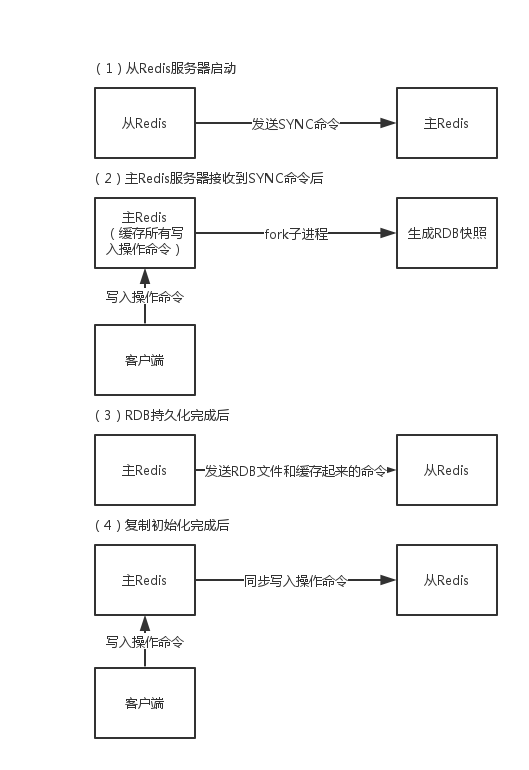 （1）从Redis服务器启动
从Redis
发送SYNC命令
主Redis
（2）主Redis服务器接收到SYNC命令后
主Redis
（缓存所有写
入操作命令）
fork子进程
生成RDB快照
写入操作命令
客户端
（3）RDB持久化完成后
主Redis
发送RDB文件和缓存起来的命令
从Redis
（4）复制初始化完成后
主Redis
同步写入操作命令
从Redis
写入操作命令
客户端